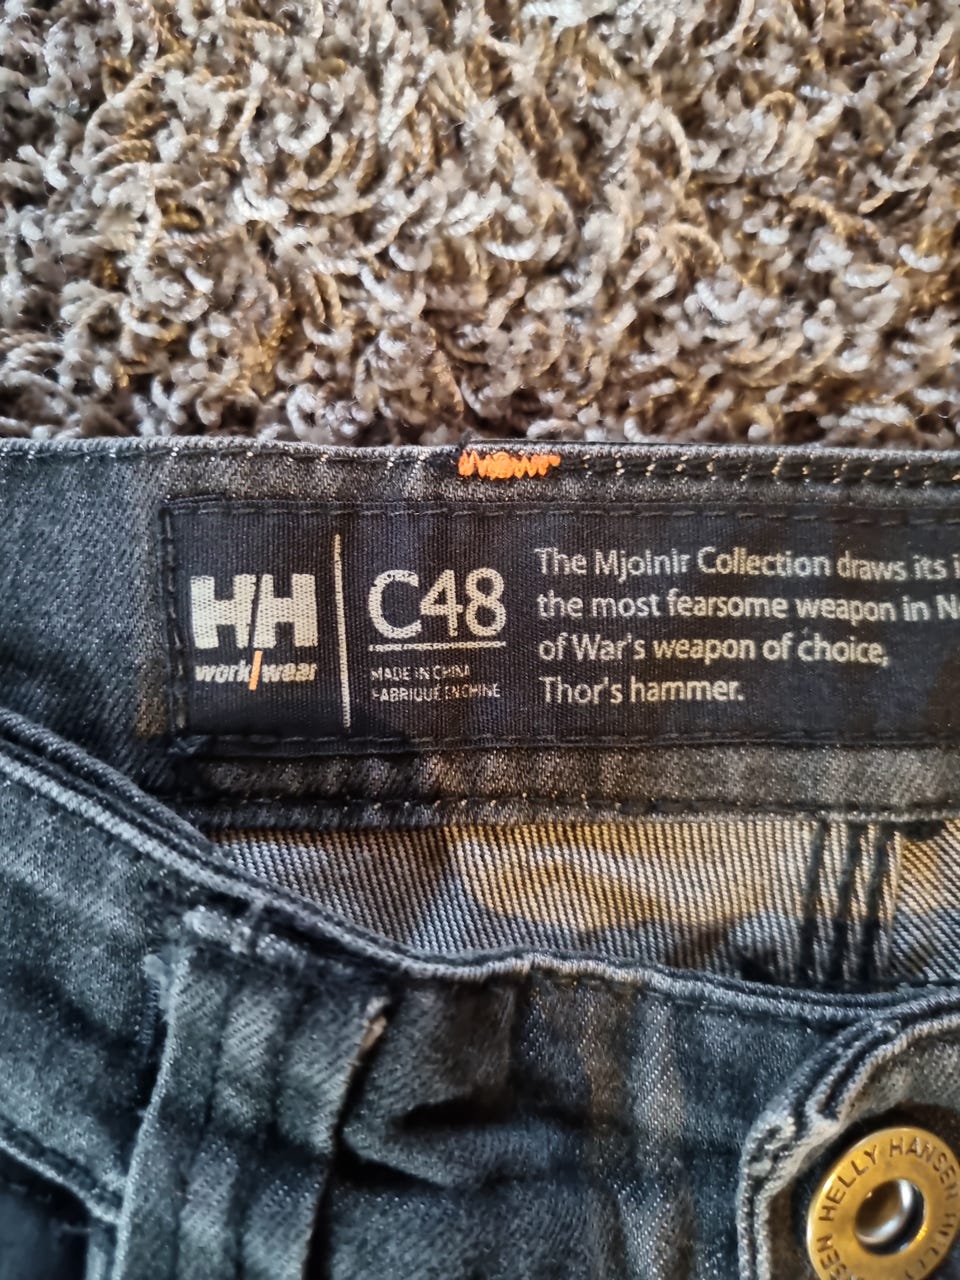 HH
work/wear
C48
MADE IN CHINA
FABRIQUÉ EN CHINE
The Mjolnir Collection draws its i
the most fearsome weapon in N
of War's weapon of choice,
Thor's hammer.
HELLY HANSEN
SEN